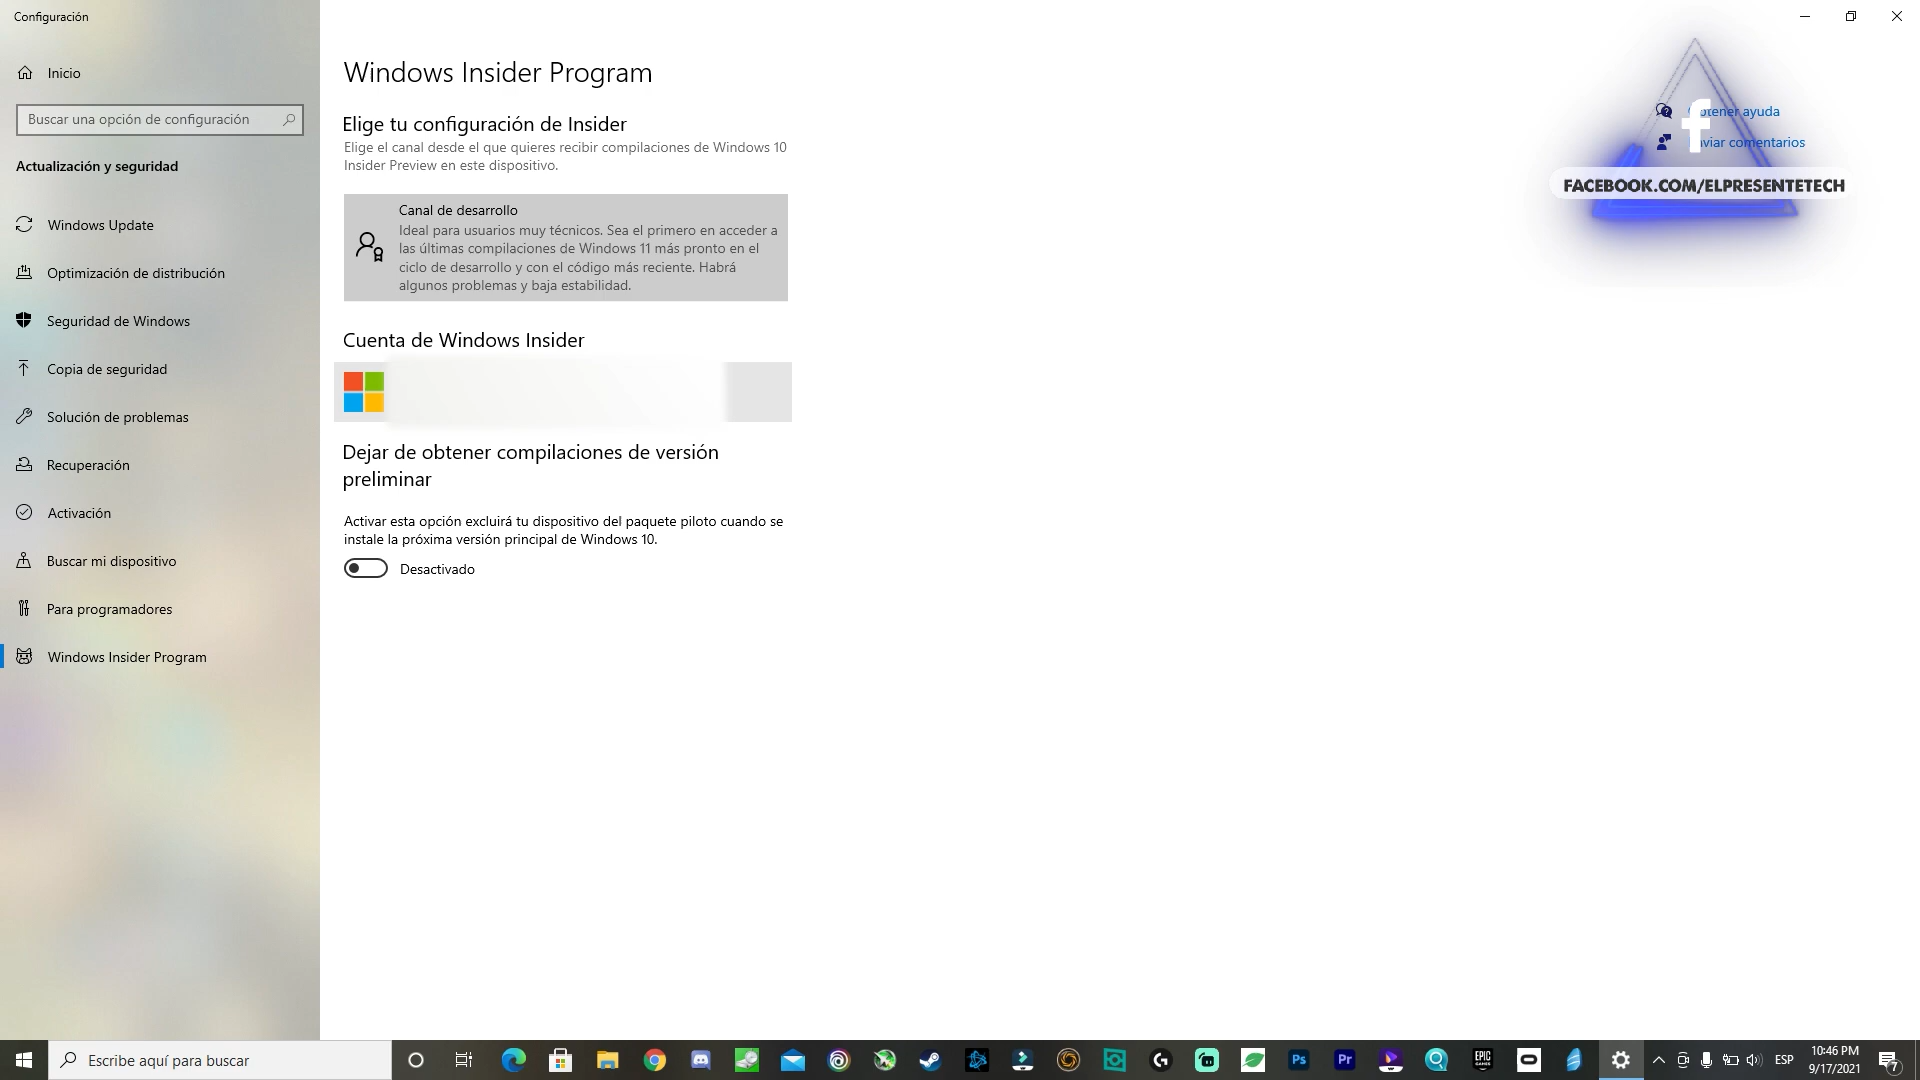 Configuración
Inicio
Buscar una opción de configuración
Actualización y seguridad
Windows Update
Optimización de distribución
Seguridad de Windows
Copia de seguridad
Solución de problemas
Recuperación
Activación
Buscar mi dispositivo
Para programadores
Windows Insider Program
Windows Insider Program
Elige tu configuración de Insider
Elige el canal desde el que quieres recibir compilaciones de Windows 10
Insider Preview en este dispositivo.
Canal de desarrollo
Ideal para usuarios muy técnicos. Sea el primero en acceder a
las últimas compilaciones de Windows 11 más pronto en el
ciclo de desarrollo y con el código más reciente. Habrá
algunos problemas y baja estabilidad.
Cuenta de Windows Insider
Dejar de obtener compilaciones de versión
preliminar
Activar esta opción excluirá tu dispositivo del paquete piloto cuando se
instale la próxima versión principal de Windows 10.
Desactivado
ayuda
comentarios
FACEBOOK.COM/ELPRESENTETECH
Escribe aquí para buscar
Ps
Pr
EPIC
GAMES
ESP
10:46 PM
9/17/2021
7